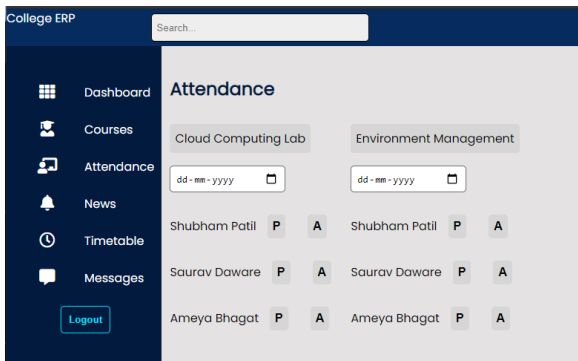 College ERP
Search...
Dashboard
Courses
Attendance
News
Timetable
Messages
Logout
Attendance
Cloud Computing Lab
dd-mm-yyyy
Shubham Patil P A
Saurav Daware P A
Ameya Bhagat P A
Environment Management
dd-mm-yyyy
Shubham Patil P A
Saurav Daware P A
Ameya Bhagat P A